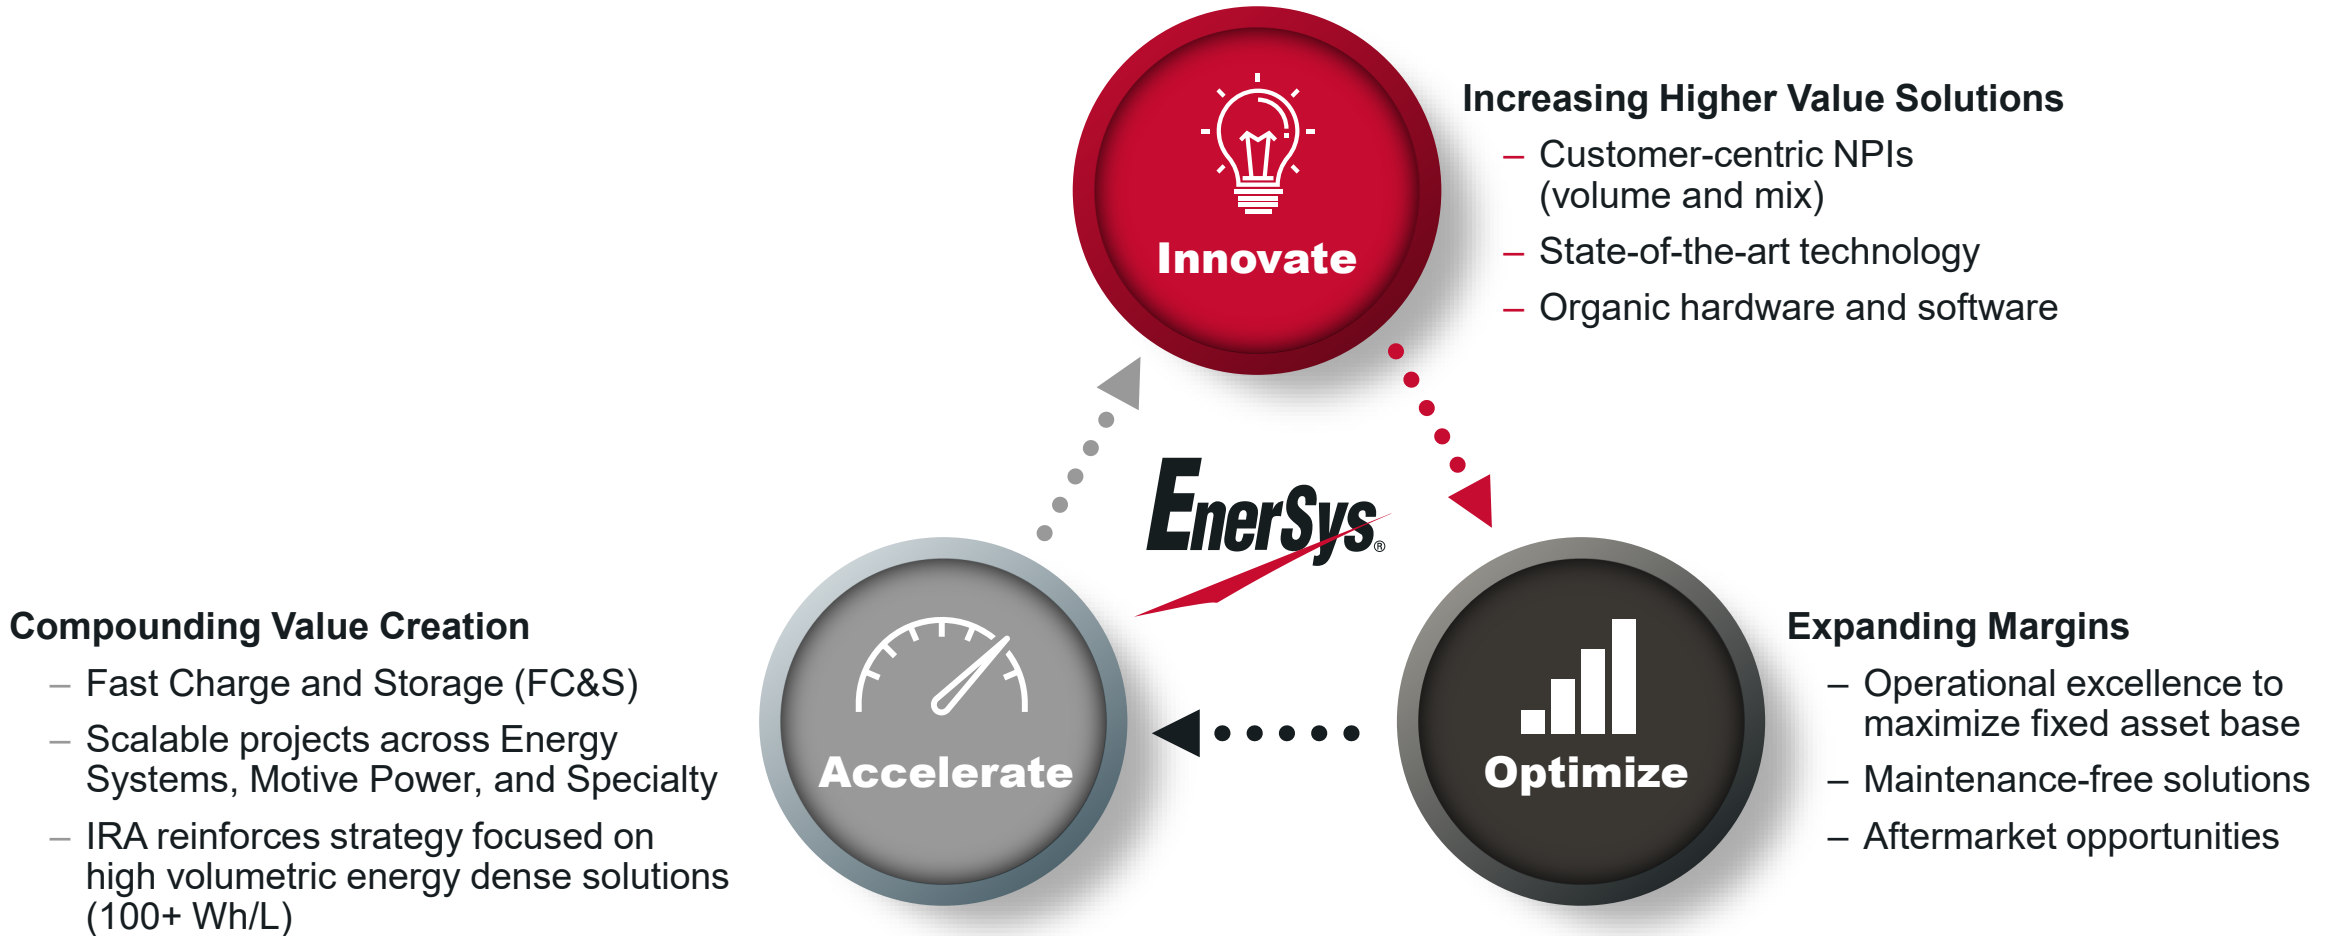 Innovate
Increasing Higher Value Solutions
– Customer-centric NPIs
(volume and mix)
– State-of-the-art technology
– Organic hardware and software
EnerSys®
Compounding Value Creation
– Fast Charge and Storage (FC&S)
– Scalable projects across Energy
Systems, Motive Power, and Specialty
– IRA reinforces strategy focused on
high volumetric energy dense solutions
(100+ Wh/L)
Accelerate
Optimize
Expanding Margins
– Operational excellence to
maximize fixed asset base
– Maintenance-free solutions
– Aftermarket opportunities